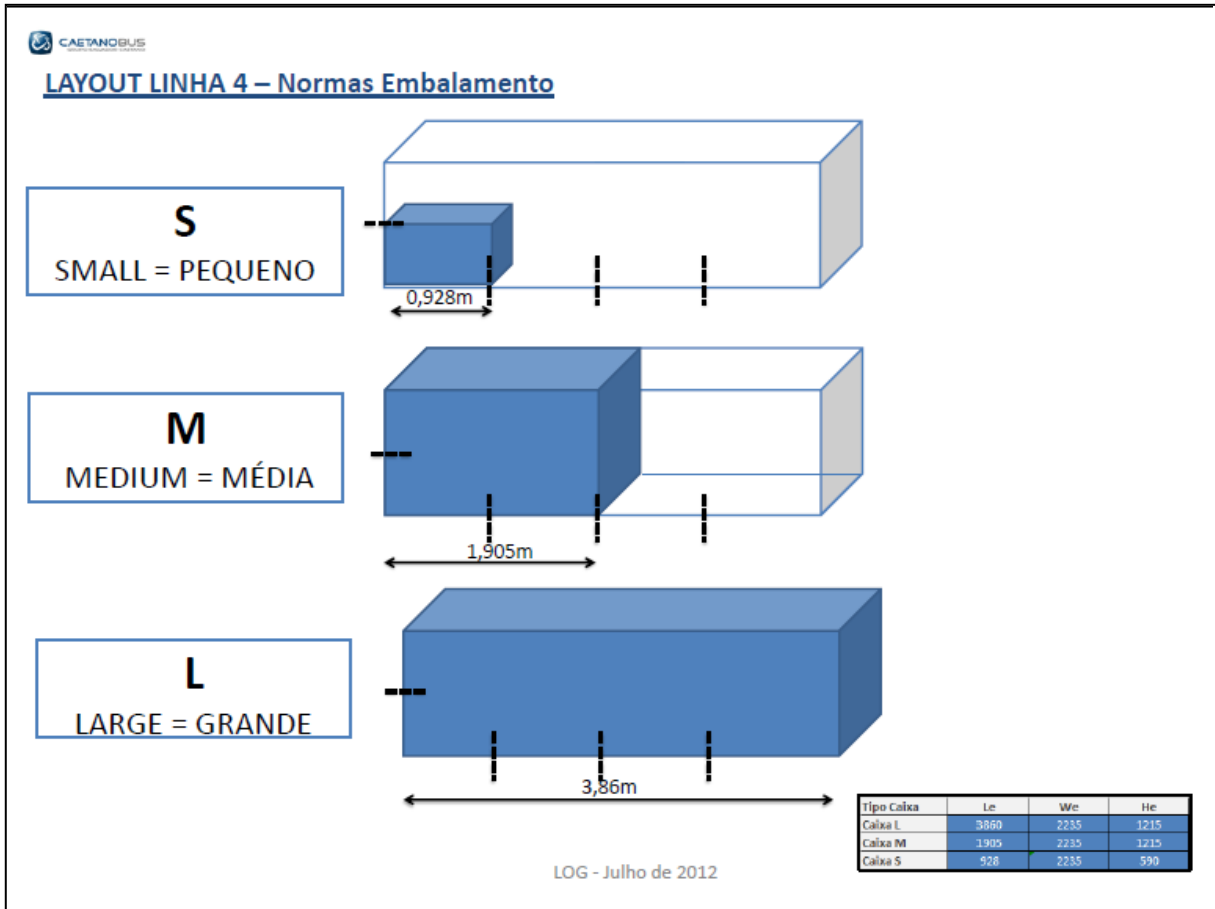 CAETANOBUS
LAYOUT LINHA 4 – Normas Embalamento
S
SMALL = PEQUENO
0,928m
M
MEDIUM = MÉDIA
1,905m
L
LARGE = GRANDE
3,86m
Tipo Caixa Le We He
Caixa L 3860 2235 1215
Caixa M 1905 2235 1215
Caixa S 928 2235 590
LOG - Julho de 2012